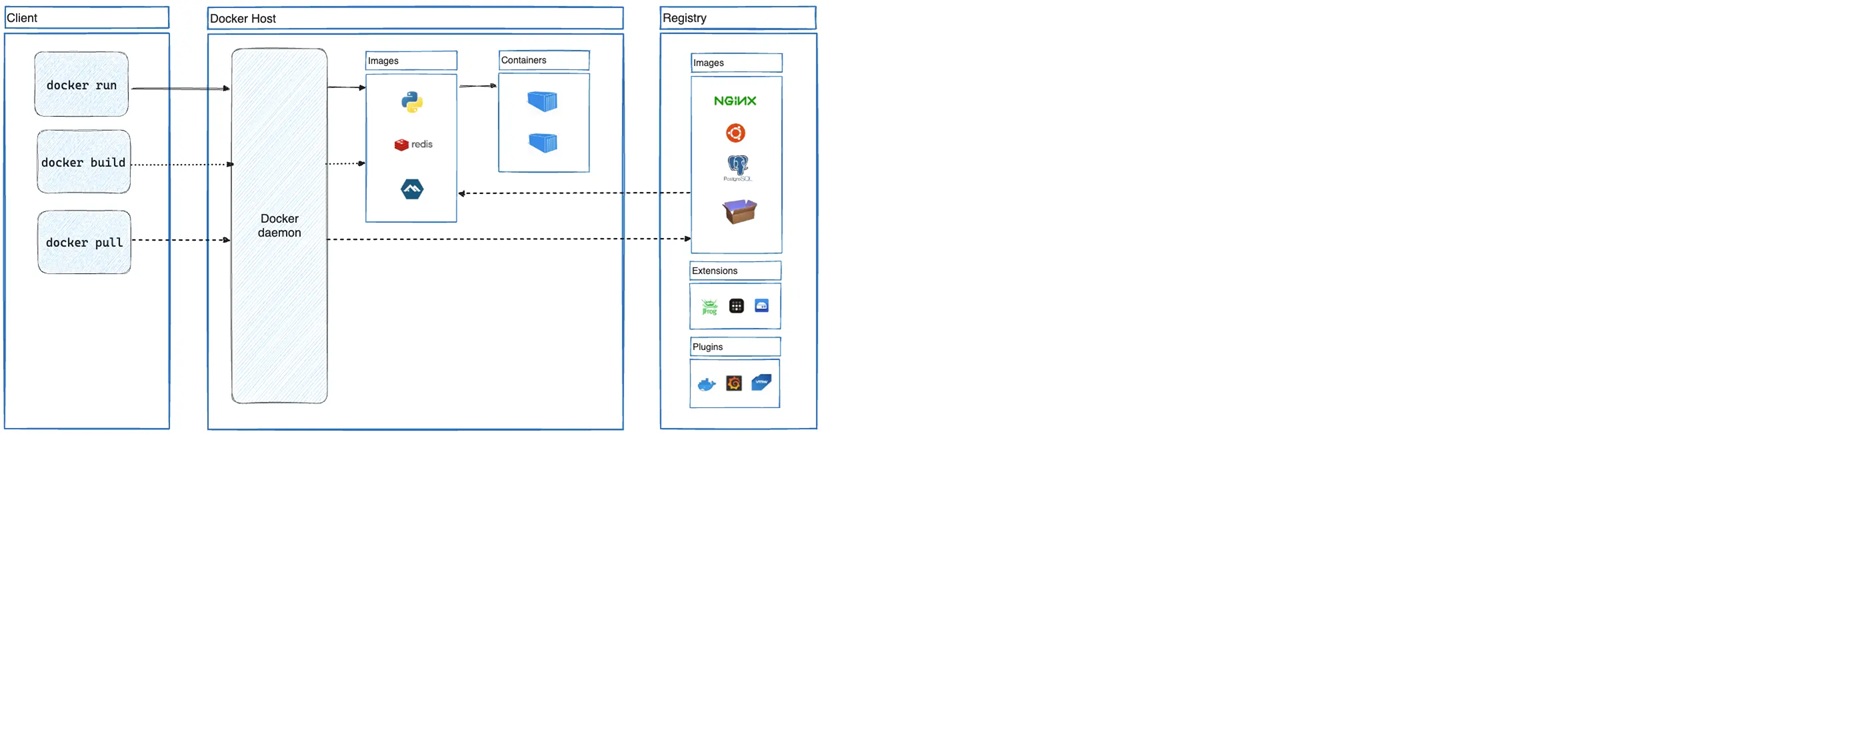 Client
docker run
docker build
docker pull
Docker Host
Docker
daemon
Images
redis
Containers
Registry
Images
NGiNX
PostgreSQL
Extensions
JFrog
Plugins